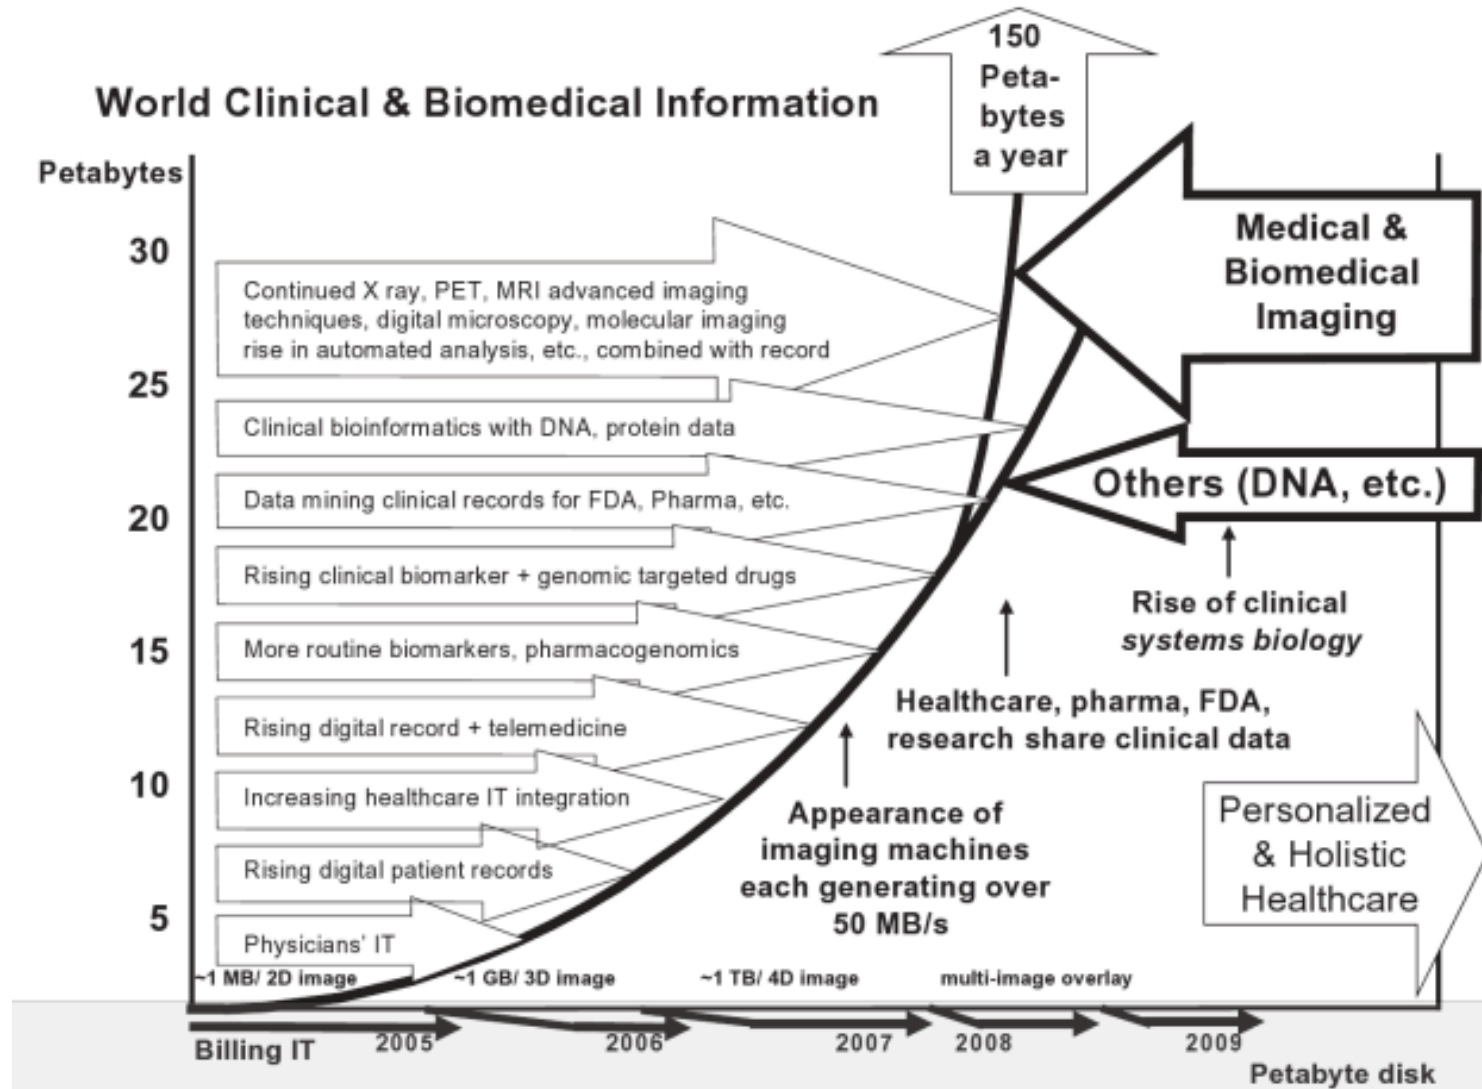 150
Peta-
bytes
a year
World Clinical & Biomedical Information
Petabytes
30
25
20
15
10
5
Continued X ray, PET, MRI advanced imaging
techniques, digital microscopy, molecular imaging
rise in automated analysis, etc., combined with record
Clinical bioinformatics with DNA, protein data
Data mining clinical records for FDA, Pharma, etc.
Rising clinical biomarker + genomic targeted drugs
More routine biomarkers, pharmacogenomics
Rising digital record + telemedicine
Increasing healthcare IT integration
Rising digital patient records
Physicians' IT
Medical &
Biomedical
Imaging
Others (DNA, etc.)
Rise of clinical
systems biology
Healthcare, pharma, FDA,
research share clinical data
Appearance of
imaging machines
each generating over
50 MB/s
Personalized
& Holistic
Healthcare
~1 MB/ 2D image
~1 GB/ 3D image
~1 TB/ 4D image
multi-image overlay
Billing IT
2005
2006
2007
2008
2009
Petabyte disk